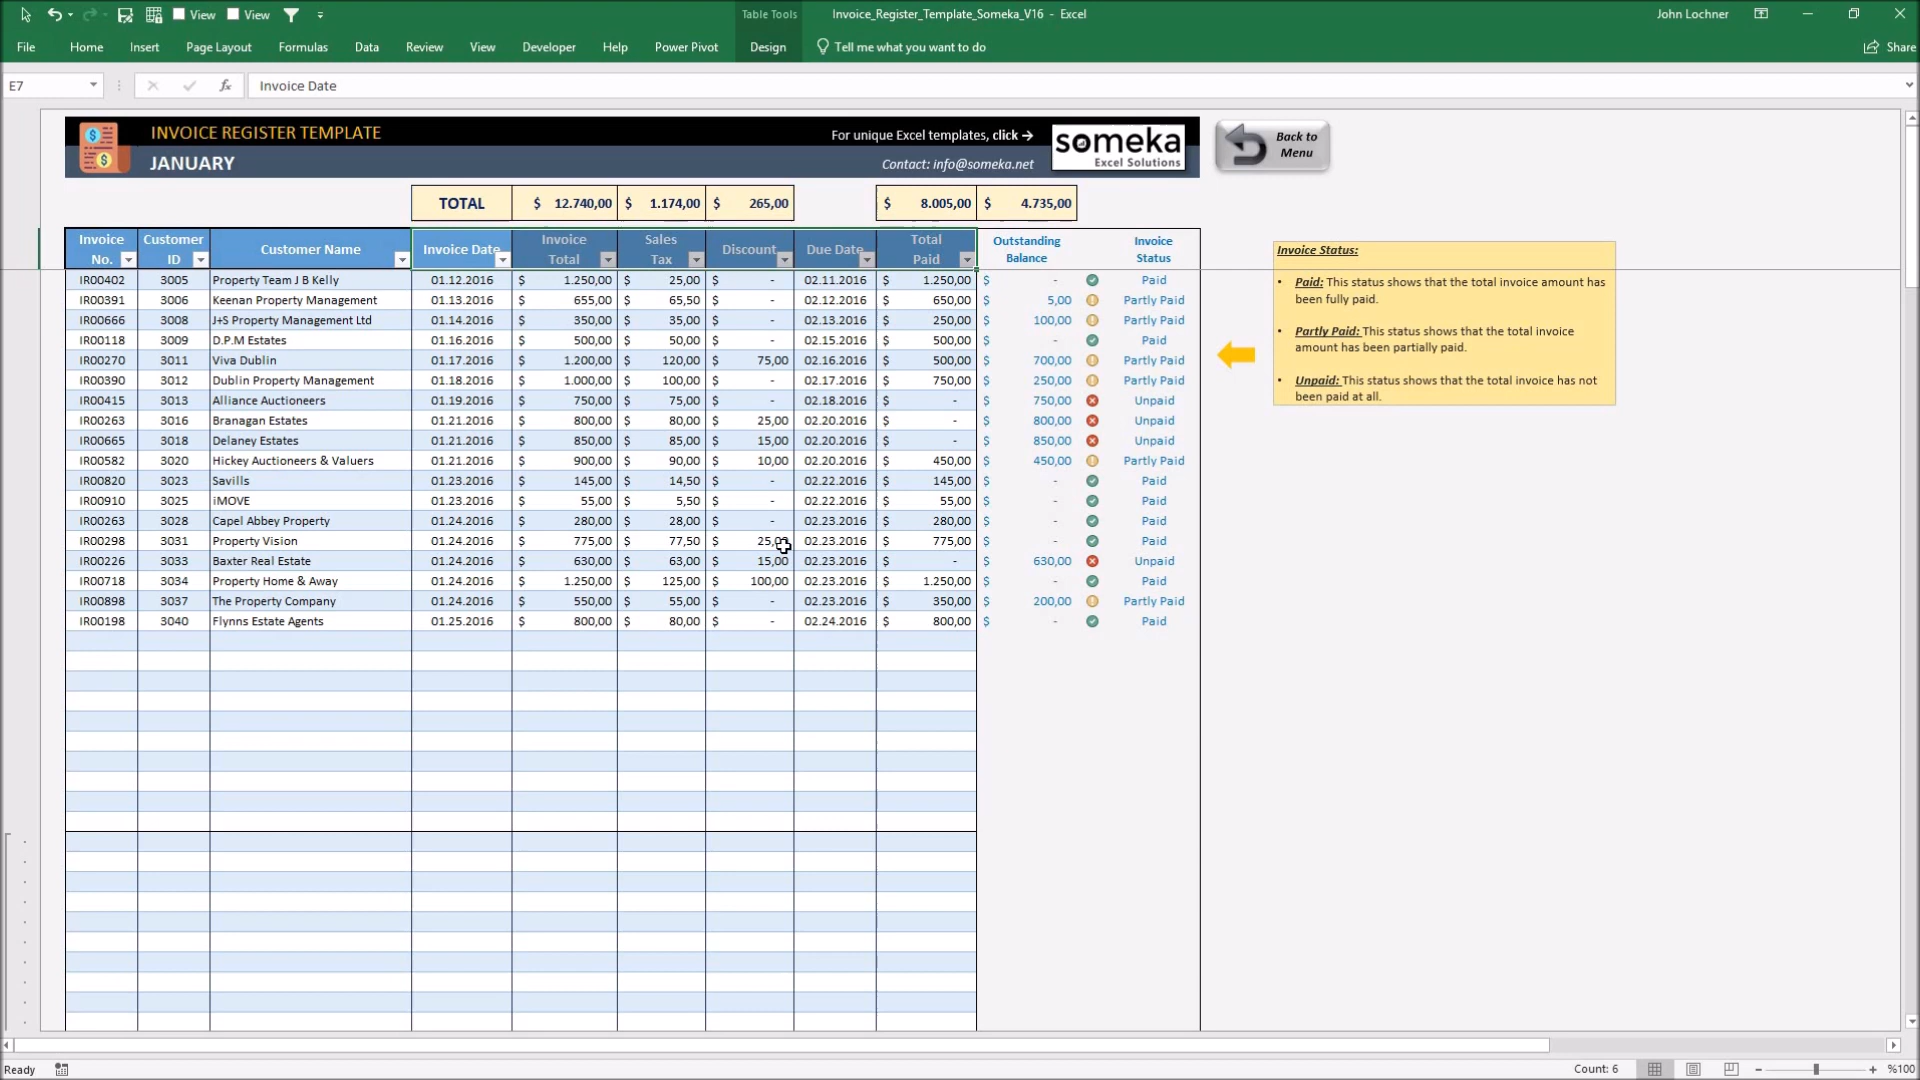 View View Table Tools Invoice_Register_Template_Someka_V16 - Excel John Lochner
File Home Insert Page Layout Formulas Data Review View Developer Help Power Pivot Design Tell me what you want to do Share
E7 fx Invoice Date
INVOICE REGISTER TEMPLATE For unique Excel templates, click → someka
JANUARY Contact: info@someka.net Excel Solutions
Back to
Menu
TOTAL $ 12.740,00 $ 1.174,00 $ 265,00 $ 8.005,00 $ 4.735,00
Invoice No. Customer ID Customer Name Invoice Date Invoice Total Sales Tax Discount Due Date Total Paid Outstanding Balance Invoice Status
IR00402 3005 Property Team J B Kelly 01.12.2016 $ 1.250,00 $ 25,00 $ - 02.11.2016 $ 1.250,00 $ - Paid
IR00391 3006 Keenan Property Management 01.13.2016 $ 655,00 $ 65,50 $ - 02.12.2016 $ 650,00 $ 5,00 Partly Paid
IR00666 3008 J+S Property Management Ltd 01.14.2016 $ 350,00 $ 35,00 $ - 02.13.2016 $ 250,00 $ 100,00 Partly Paid
IR00118 3009 D.P.M Estates 01.16.2016 $ 500,00 $ 50,00 $ - 02.15.2016 $ 500,00 $ - Paid
IR00270 3011 Viva Dublin 01.17.2016 $ 1.200,00 $ 120,00 $ 75,00 02.16.2016 $ 500,00 $ 700,00 Partly Paid
IR00390 3012 Dublin Property Management 01.18.2016 $ 1.000,00 $ 100,00 $ - 02.17.2016 $ 750,00 $ 250,00 Partly Paid
IR00415 3013 Alliance Auctioneers 01.19.2016 $ 750,00 $ 75,00 $ - 02.18.2016 $ - $ 750,00 Unpaid
IR00263 3016 Branagan Estates 01.21.2016 $ 800,00 $ 80,00 $ 25,00 02.20.2016 $ - $ 800,00 Unpaid
IR00665 3018 Delaney Estates 01.21.2016 $ 850,00 $ 85,00 $ 15,00 02.20.2016 $ - $ 850,00 Unpaid
IR00582 3020 Hickey Auctioneers & Valuers 01.21.2016 $ 900,00 $ 90,00 $ 10,00 02.20.2016 $ 450,00 $ 450,00 Partly Paid
IR00820 3023 Savills 01.23.2016 $ 145,00 $ 14,50 $ - 02.22.2016 $ 145,00 $ - Paid
IR00910 3025 iMOVE 01.23.2016 $ 55,00 $ 5,50 $ - 02.22.2016 $ 55,00 $ - Paid
IR00263 3028 Capel Abbey Property 01.24.2016 $ 280,00 $ 28,00 $ - 02.23.2016 $ 280,00 $ - Paid
IR00298 3031 Property Vision 01.24.2016 $ 775,00 $ 77,50 $ 25,00 02.23.2016 $ 775,00 $ - Paid
IR00226 3033 Baxter Real Estate 01.24.2016 $ 630,00 $ 63,00 $ 15,00 02.23.2016 $ - $ 630,00 Unpaid
IR00718 3034 Property Home & Away 01.24.2016 $ 1.250,00 $ 125,00 $ 100,00 02.23.2016 $ 1.250,00 $ - Paid
IR00898 3037 The Property Company 01.24.2016 $ 550,00 $ 55,00 $ - 02.23.2016 $ 350,00 $ 200,00 Partly Paid
IR00198 3040 Flynns Estate Agents 01.25.2016 $ 800,00 $ 80,00 $ - 02.24.2016 $ 800,00 $ - Paid
Invoice Status:
• Paid: This status shows that the total invoice amount has
been fully paid.
• Partly Paid: This status shows that the total invoice
amount has been partially paid.
• Unpaid: This status shows that the total invoice has not
been paid at all.
Ready Count: 6 %100